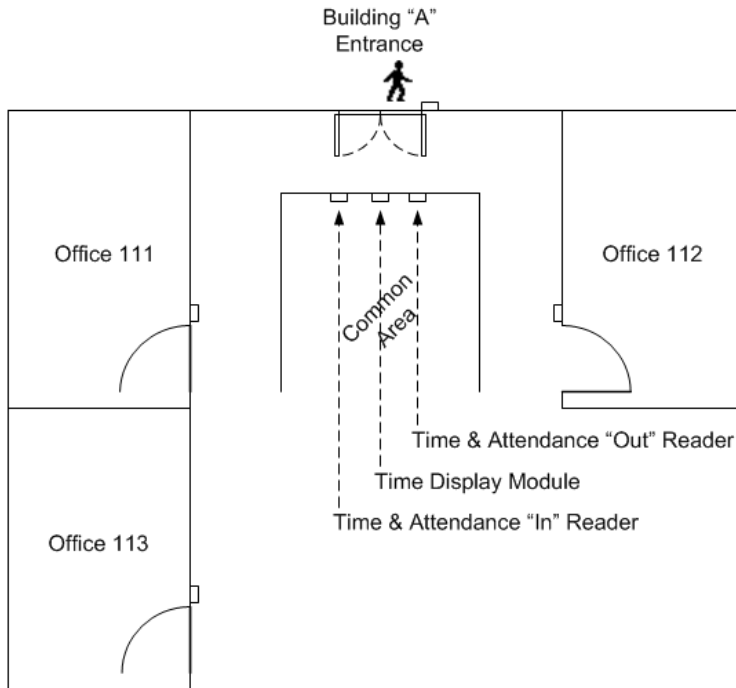 Building “A”
Entrance
Office 111
Office 112
Common
Area
Time & Attendance “Out” Reader
Time Display Module
Time & Attendance “In” Reader
Office 113